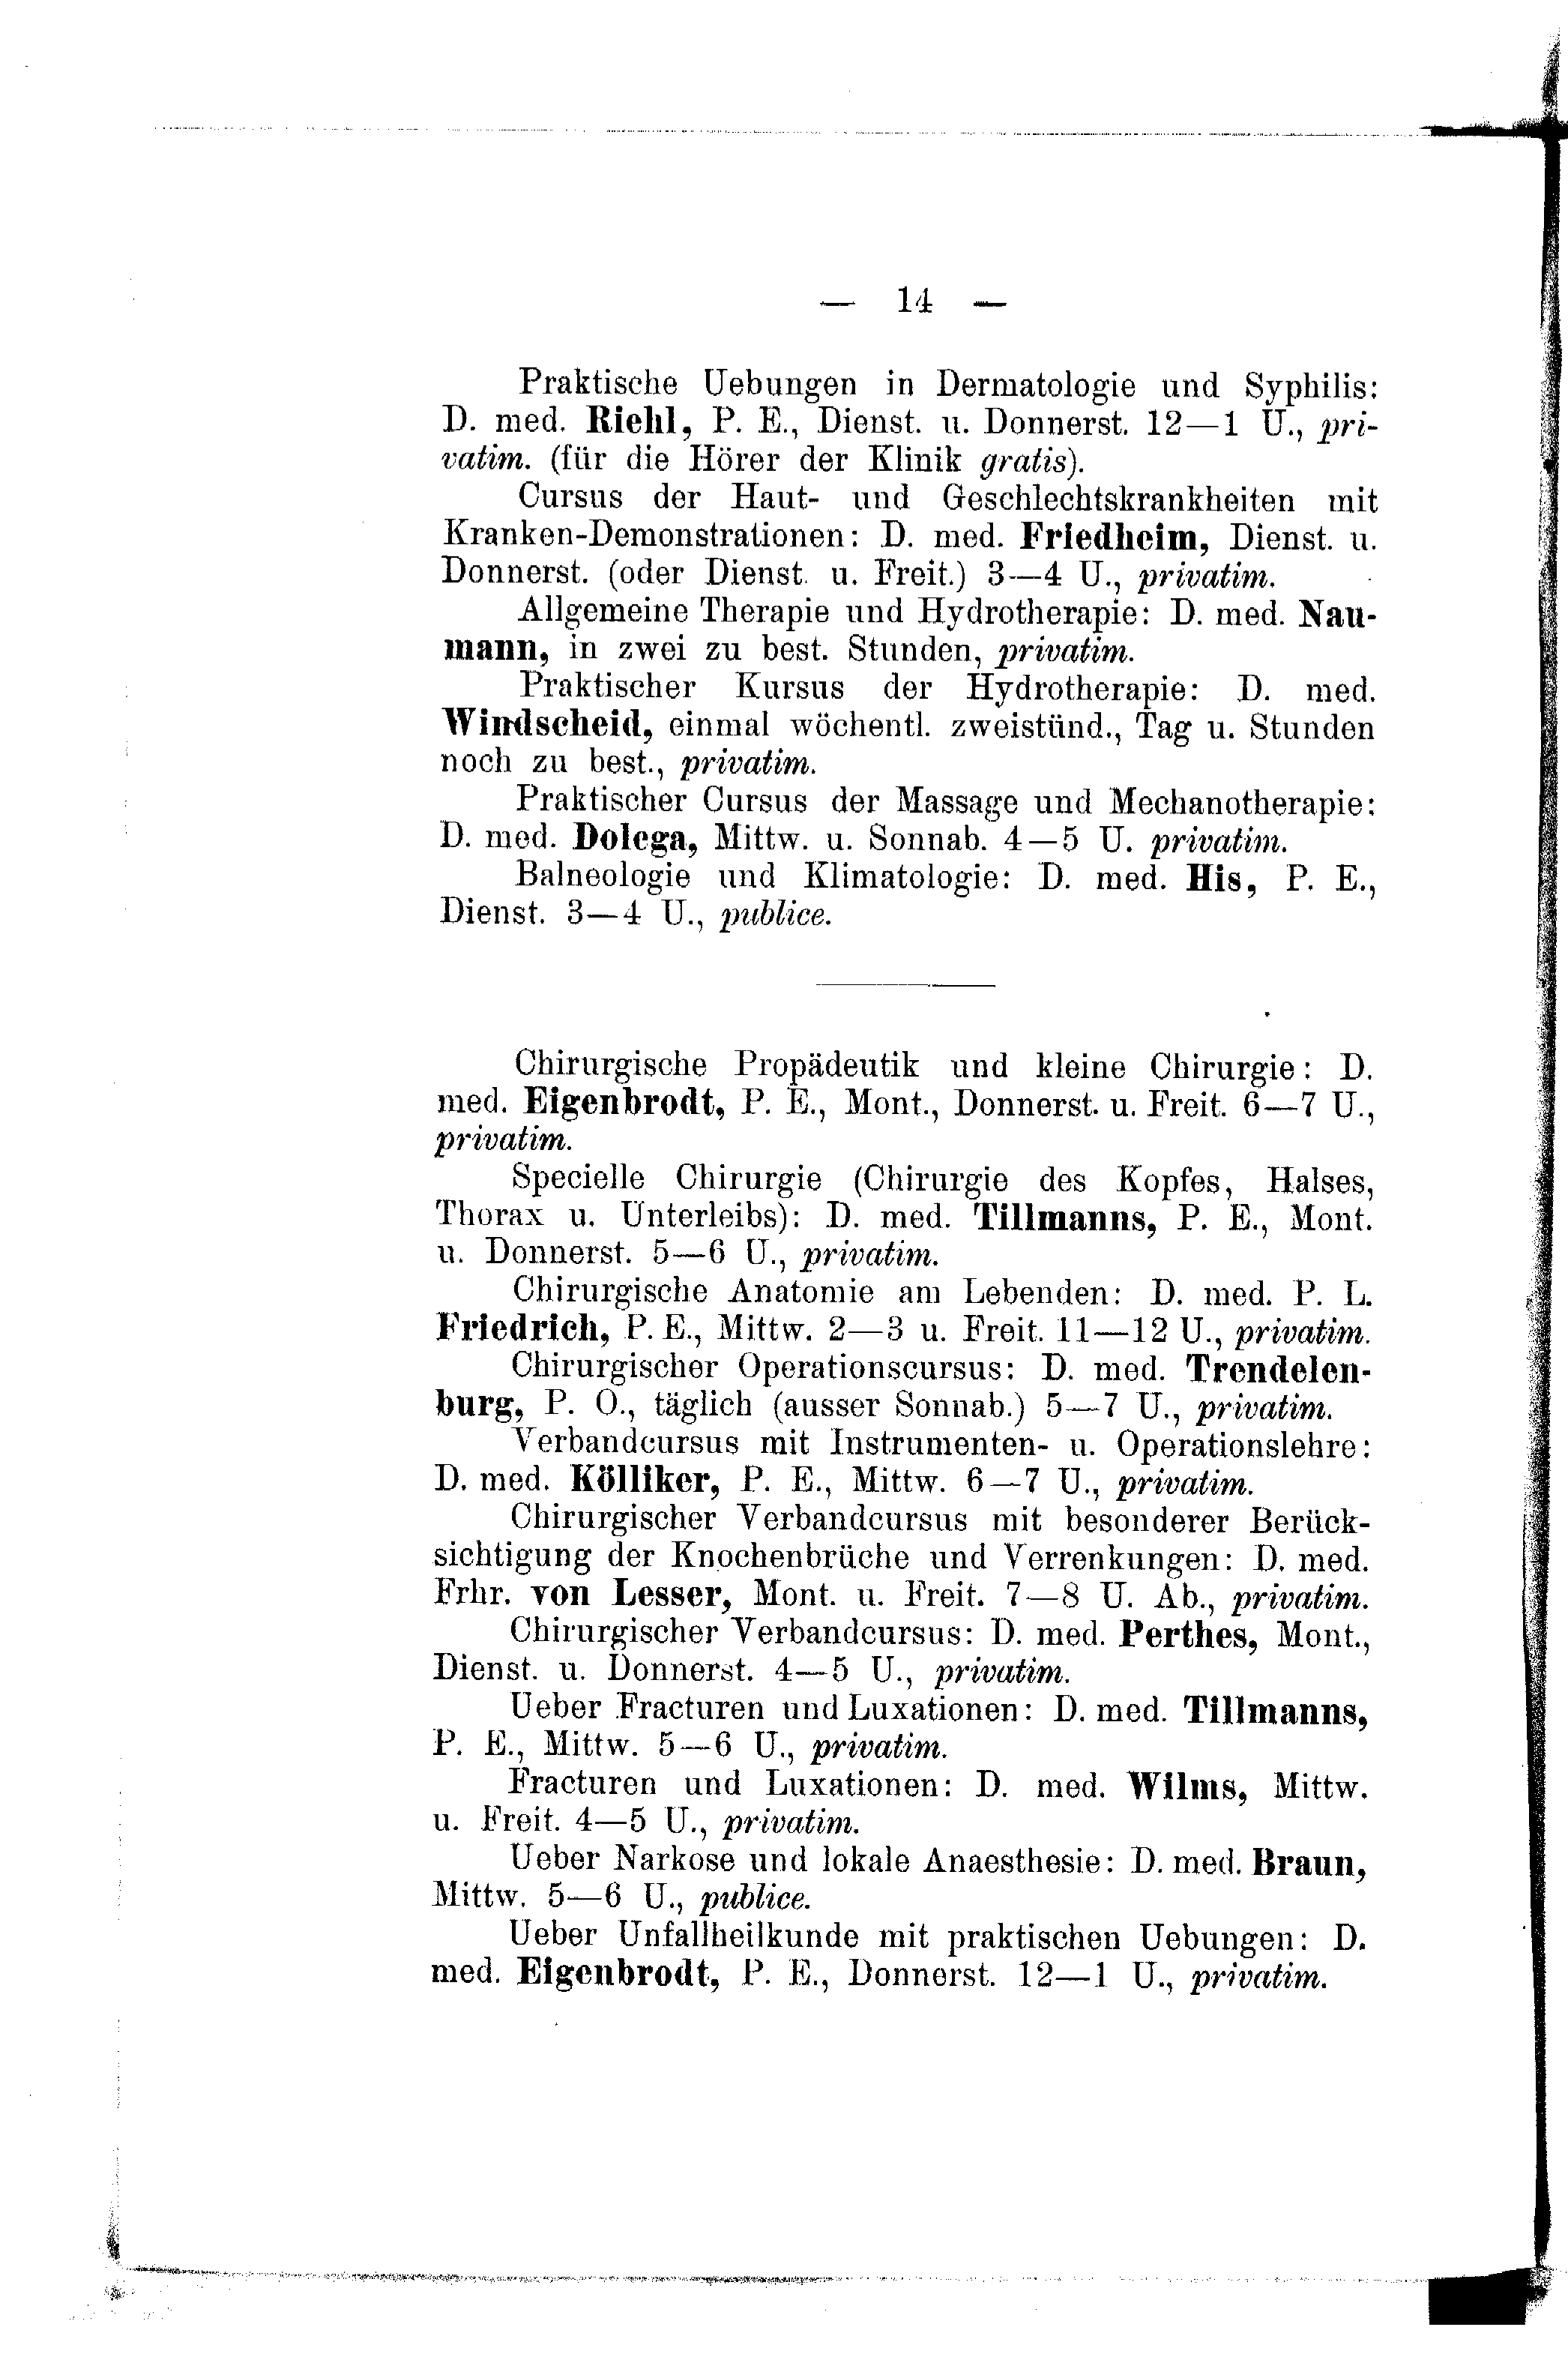 — 14 —
Praktische Uebungen in Dermatologie und Syphilis:
D. med. Riehl, P. E., Dienst. u. Donnerst. 12—1 U., pri-
vatim. (für die Hörer der Klinik gratis).
Cursus der Haut- und Geschlechtskrankheiten mit
Kranken-Demonstrationen: D. med. Friedheim, Dienst. u.
Donnerst. (oder Dienst. u. Freit.) 3—4 U., privatim.
Allgemeine Therapie und Hydrotherapie: D. med. Nau-
mann, in zwei zu best. Stunden, privatim.
Praktischer Kursus der Hydrotherapie: D. med.
Windscheid, einmal wöchentl. zweistünd., Tag u. Stunden
noch zu best., privatim.
Praktischer Cursus der Massage und Mechanotherapie:
D. med. Dolega, Mittw. u. Sonnab. 4—5 U. privatim.
Balneologie und Klimatologie: D. med. His, P. E.,
Dienst. 3—4 U., publice.
Chirurgische Propädeutik und kleine Chirurgie: D.
med. Eigenbrodt, P. E., Mont., Donnerst. u. Freit. 6—7 U.,
privatim.
Specielle Chirurgie (Chirurgie des Kopfes, Halses,
Thorax u. Unterleibs): D. med. Tillmanns, P. E., Mont.
u. Donnerst. 5—6 U., privatim.
Chirurgische Anatomie am Lebenden: D. med. P. L.
Friedrich, P. E., Mittw. 2—3 u. Freit. 11—12 U., privatim.
Chirurgischer Operationscursus: D. med. Trendelen-
burg, P. O., täglich (ausser Sonnab.) 5—7 U., privatim.
Verbandcursus mit Instrumenten- u. Operationslehre:
D. med. Kölliker, P. E., Mittw. 6—7 U., privatim.
Chirurgischer Verbandcursus mit besonderer Berück-
sichtigung der Knochenbrüche und Verrenkungen: D. med.
Frhr. von Lesser, Mont. u. Freit. 7—8 U. Ab., privatim.
Chirurgischer Verbandcursus: D. med. Perthes, Mont.,
Dienst. u. Donnerst. 4—5 U., privatim.
Ueber Fracturen und Luxationen: D. med. Tillmanns,
P. E., Mittw. 5—6 U., privatim.
Fracturen und Luxationen: D. med. Wilms, Mittw.
u. Freit. 4—5 U., privatim.
Ueber Narkose und lokale Anaesthesie: D. med. Braun,
Mittw. 5—6 U., publice.
Ueber Unfallheilkunde mit praktischen Uebungen: D.
med. Eigenbrodt, P. E., Donnerst. 12—1 U., privatim.